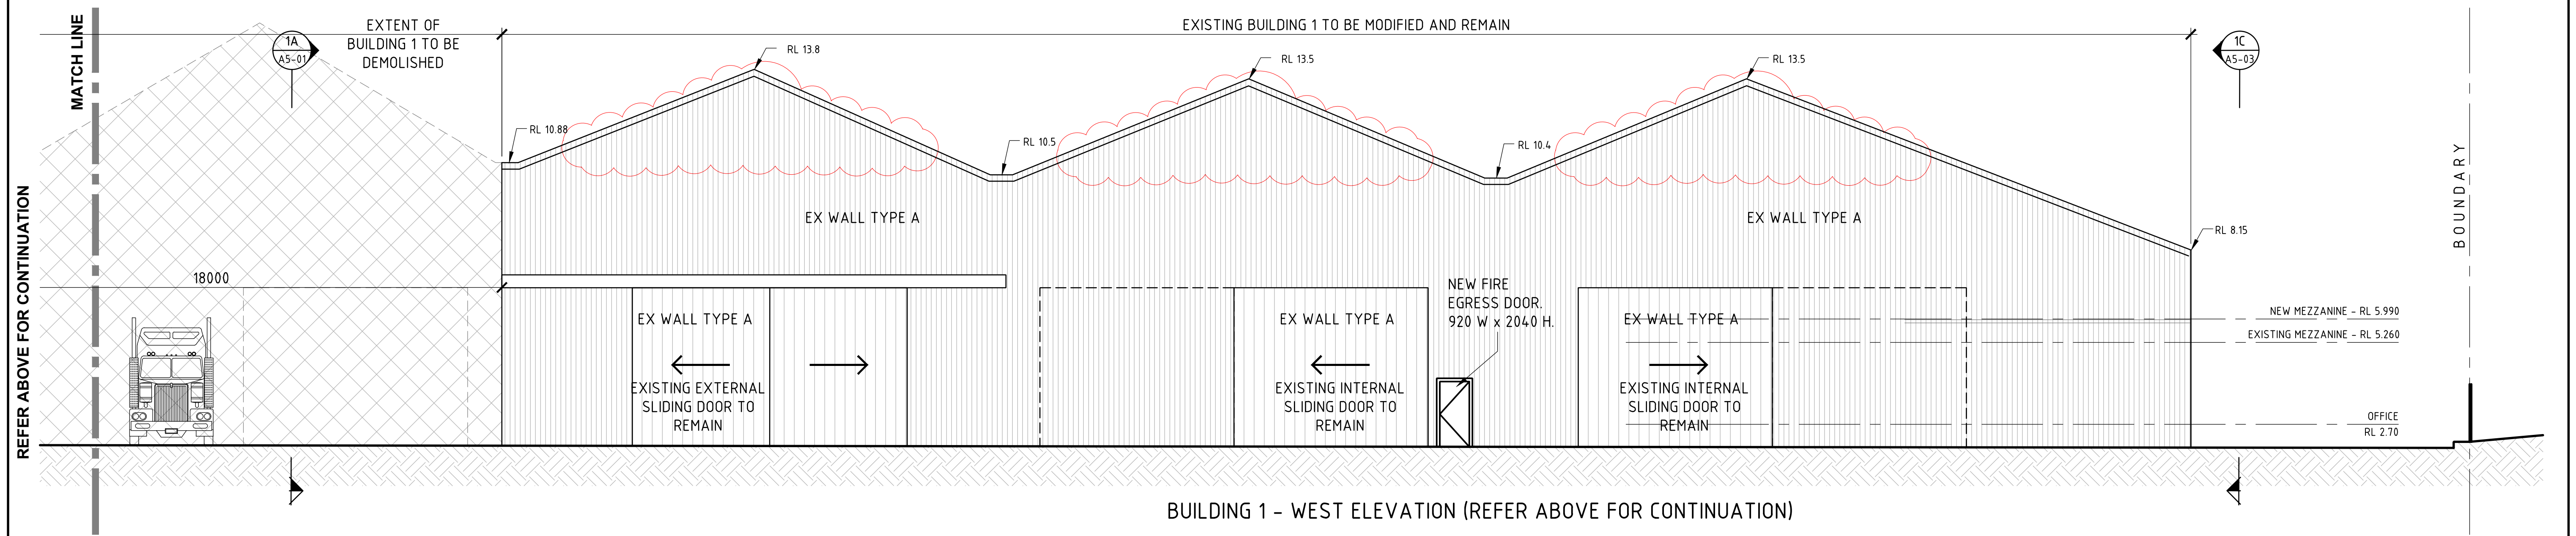 MATCH LINE
REFER ABOVE FOR CONTINUATION
1A
A5-01
EXTENT OF
BUILDING 1 TO BE
DEMOLISHED
EXISTING BUILDING 1 TO BE MODIFIED AND REMAIN
1C
A5-03
RL 13.8
RL 13.5
RL 13.5
RL 10.88
RL 10.5
RL 10.4
RL 8.15
BOUNDARY
EX WALL TYPE A
EX WALL TYPE A
18000
NEW FIRE
EGRESS DOOR.
920 W x 2040 H.
EX WALL TYPE A
EX WALL TYPE A
EX WALL TYPE A
NEW MEZZANINE - RL 5.990
EXISTING MEZZANINE - RL 5.260
EXISTING EXTERNAL
SLIDING DOOR TO
REMAIN
EXISTING INTERNAL
SLIDING DOOR TO
REMAIN
EXISTING INTERNAL
SLIDING DOOR TO
REMAIN
OFFICE
RL 2.70
BUILDING 1 - WEST ELEVATION (REFER ABOVE FOR CONTINUATION)